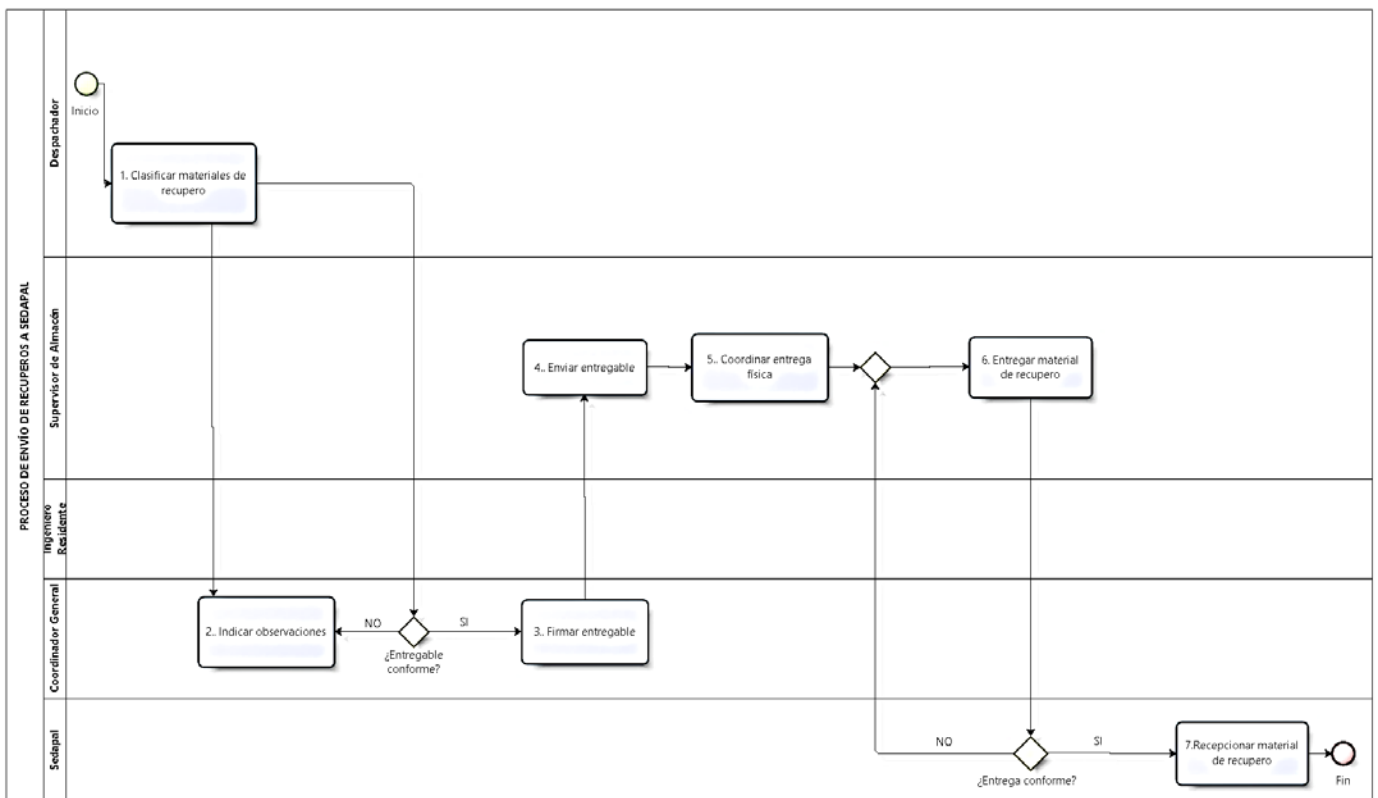 PROCESO DE ENVÍO DE RECUPEROS A SEDAPAL
Despachador
Inicio
1. Clasificar materiales de
recupero
Supervisor de Almacén
4.. Enviar entregable
5.. Coordinar entrega
física
6. Entregar material
de recupero
Ingeniero
Residente
Coordinador General
2.. Indicar observaciones
NO
¿Entregable
conforme?
SI
3.. Firmar entregable
Sedapal
NO
¿Entrega conforme?
SI
7.Recepcionar material
de recupero
Fin